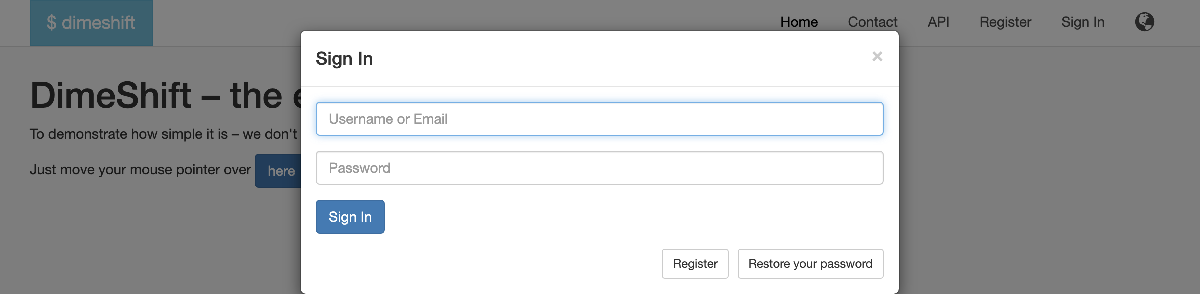 $ dimeshift
Home Contact API Register Sign In
Sign In
×
DimeShift – the
Username or Email
To demonstrate how simple it is – we don't
Password
Just move your mouse pointer over here
Sign In
Register Restore your password